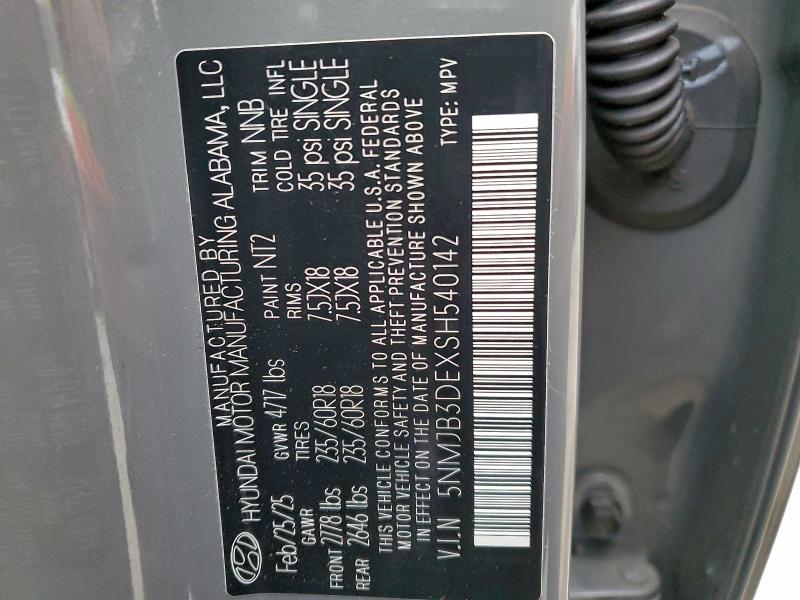 MANUFACTURED BY
HYUNDAI MOTOR MANUFACTURING ALABAMA, LLC
Feb/25/25 GVWR 4717 lbs PAINT NT2 TRIM NNB
GAWR TIRES RIMS COLD TIRE INFL
FRONT 2778 lbs 235/60R18 7.5JX18 35 psi SINGLE
REAR 2646 lbs 235/60R18 7.5JX18 35 psi SINGLE
THIS VEHICLE CONFORMS TO ALL APPLICABLE U.S.A. FEDERAL
MOTOR VEHICLE SAFETY AND THEFT PREVENTION STANDARDS
IN EFFECT ON THE DATE OF MANUFACTURE SHOWN ABOVE
V.I.N 5NMJB3DEXSH540142 TYPE: MPV